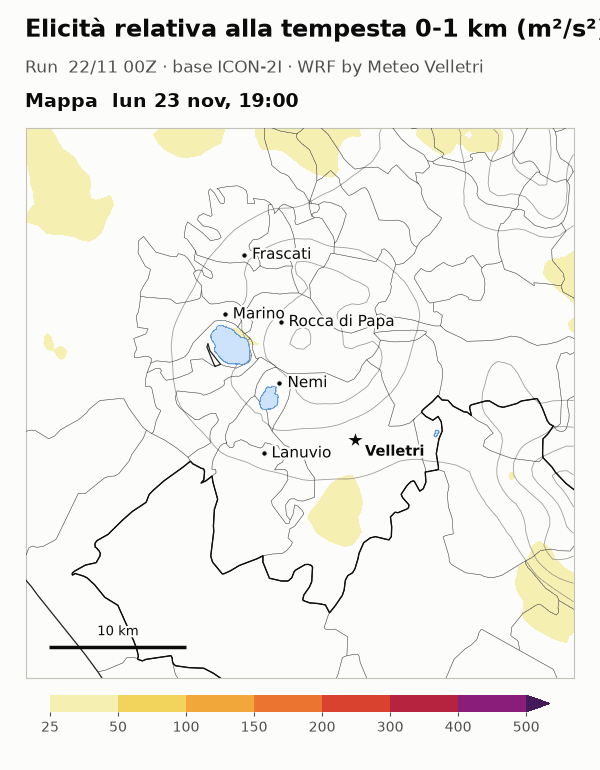 Elicità relativa alla tempesta 0-1 km (m²/s²)
Run 22/11 00Z · base ICON-2I · WRF by Meteo Velletri
Mappa lun 23 nov, 19:00
Frascati
Marino
Rocca di Papa
Nemi
Velletri
Lanuvio
10 km
25 50 100 150 200 300 400 500